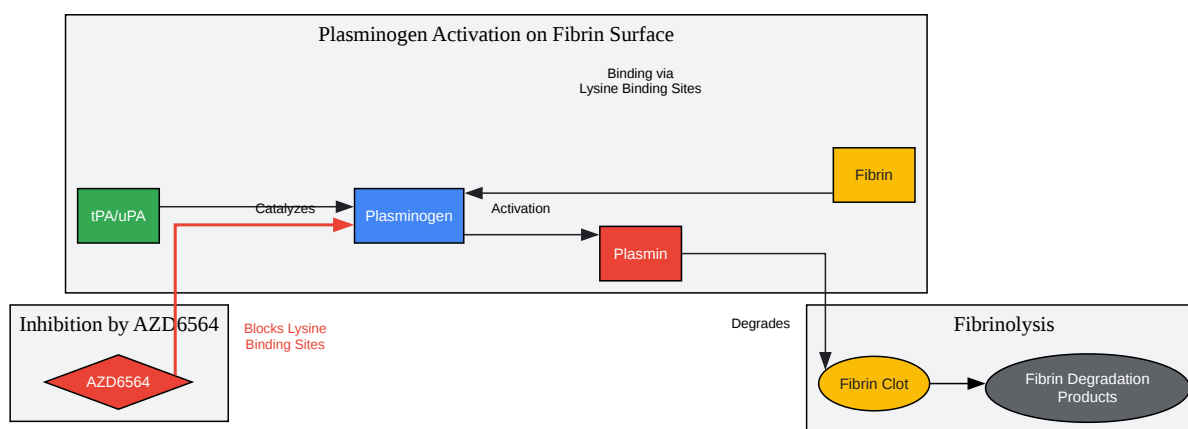 Plasminogen Activation on Fibrin Surface
Binding via
Lysine Binding Sites
Fibrin
tPA/uPA
Catalyzes
Plasminogen
Activation
Plasmin
Inhibition by AZD6564
Blocks Lysine
Binding Sites
AZD6564
Degrades
Fibrinolysis
Fibrin Clot
Fibrin Degradation
Products